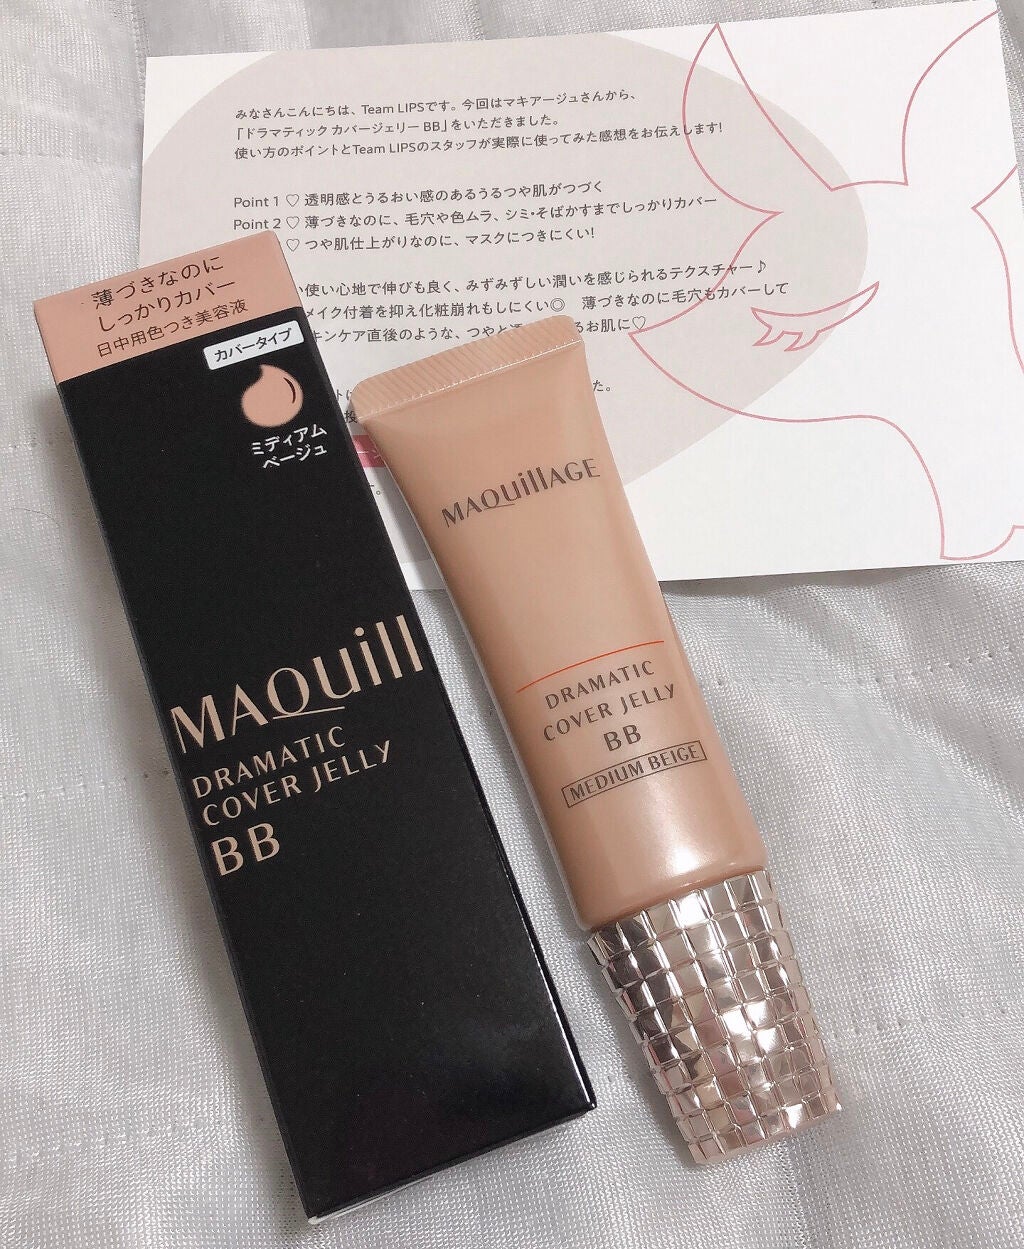 みなさんこんにちは、Team LIPSです。今回はマキアージュさんから、
「ドラマティック カバージェリー BB」をいただきました。
使い方のポイントとTeam LIPSのスタッフが実際に使ってみた感想をお伝えします!
Point 1 ♡ 透明感とうるおい感のあるうるつや肌がつづく
Point 2 ♡ 薄づきなのに、毛穴や色ムラ、シミ・そばかすまでしっかりカバー
♡ つや肌仕上がりなのに、マスクにつきにくい!
い使い心地で伸びも良く、みずみずしい潤いを感じられるテクスチャー♪
メイク付着を抑え化粧崩れもしにくい◎ 薄づきなのに毛穴もカバーして
キンケア直後のような、つやと るお肌に♡
た。
薄づきなのに
しっかりカバー
日中用色つき美容液
カバータイプ
ミディアム
ベージュ
MAQuill
DRAMATIC
COVER JELLY
BB
MAQuillAGE
DRAMATIC
COVER JELLY
BB
MEDIUM BEIGE